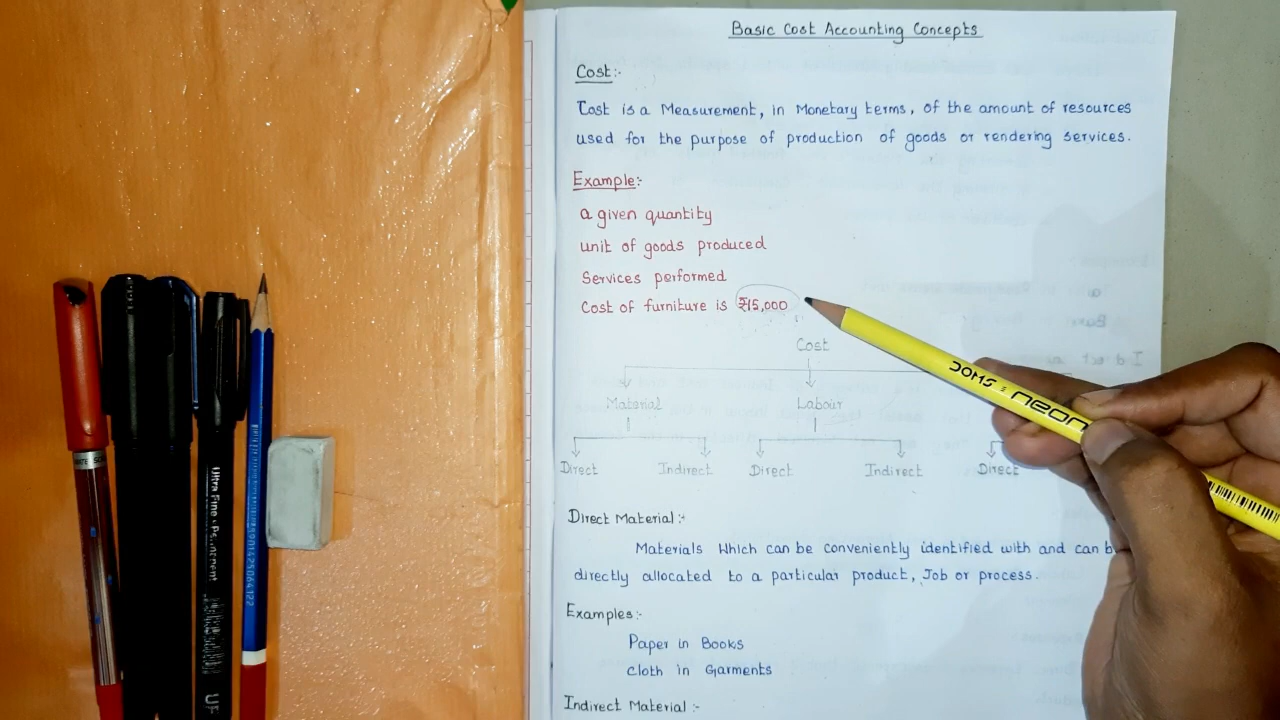 Basic Cost Accounting Concepts
Cost:-
Cost is a Measurement, in Monetary terms, of the amount of resources
used for the purpose of production of goods or rendering services.
Example:-
a given quantity
unit of goods produced
Services performed
Cost of furniture is ₹15,000
Cost
Material Labour
Direct Indirect Direct Indirect Direct
Direct Material :-
Materials which can be conveniently identified with and can b
directly allocated to a particular product, Job or process.
Examples:-
Paper in Books
cloth in Garments
Indirect Material :-
DOMS
Ultra Fine Permanent
UF